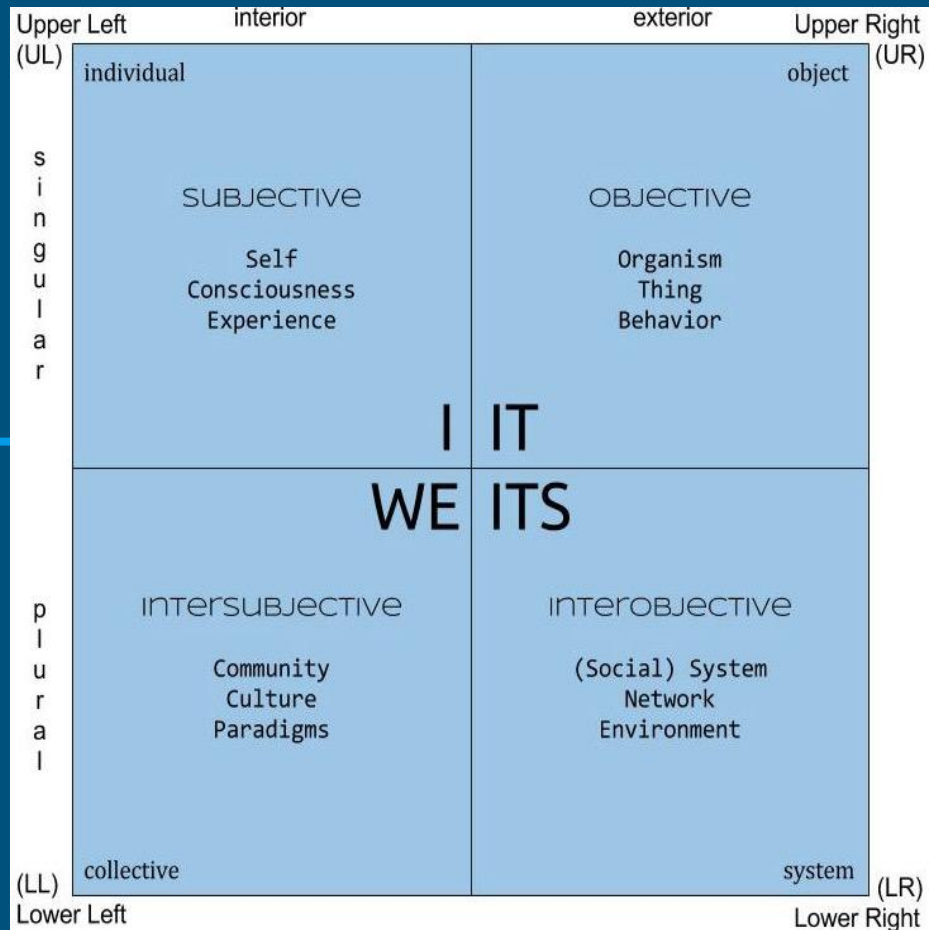 Upper Left
interior
exterior
Upper Right
(UL)
(UR)
individual
object
singular
SUBJECTIVE
OBJECTIVE
Self
Consciousness
Experience
Organism
Thing
Behavior
I
IT
WE
ITS
plural
INTERSUBJECTIVE
INTEROBJECTIVE
Community
Culture
Paradigms
(Social) System
Network
Environment
collective
system
(LL)
(LR)
Lower Left
Lower Right